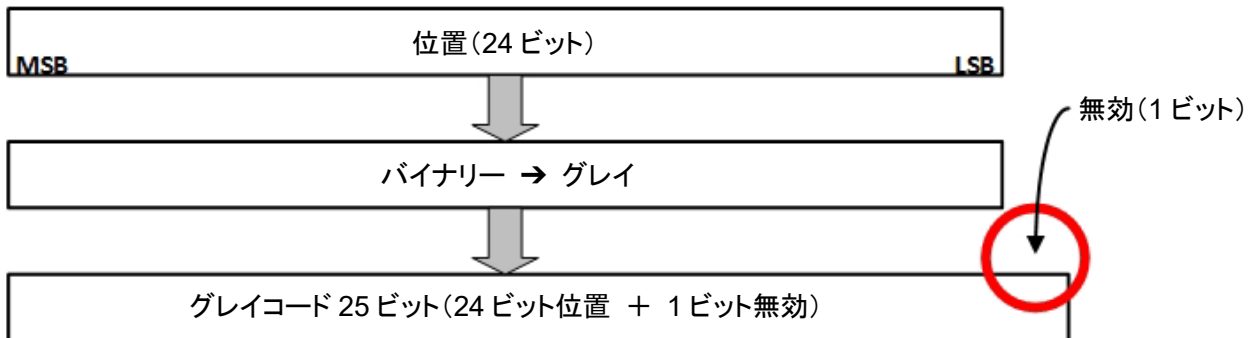 位置(24 ビット)
MSB
LSB
無効(1 ビット)
バイナリー ➔ グレイ
グレイコード 25 ビット(24 ビット位置 + 1 ビット無効)